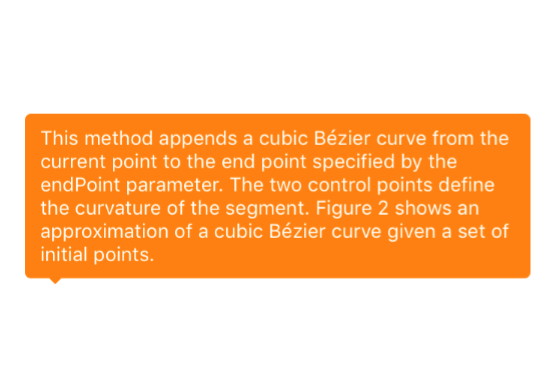 This method appends a cubic Bézier curve from the
current point to the end point specified by the
endPoint parameter. The two control points define
the curvature of the segment. Figure 2 shows an
approximation of a cubic Bézier curve given a set of
initial points.